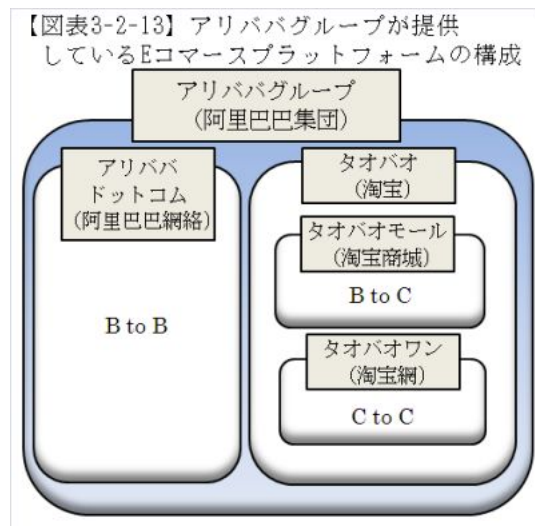 【図表3-2-13】アリババグループが提供
しているEコマースプラットフォームの構成
アリババグループ
(阿里巴巴集団)
アリババ
ドットコム
(阿里巴巴網絡)
B to B
タオバオ
(淘宝)
タオバオモール
(淘宝商城)
B to C
タオバオワン
(淘宝網)
C to C